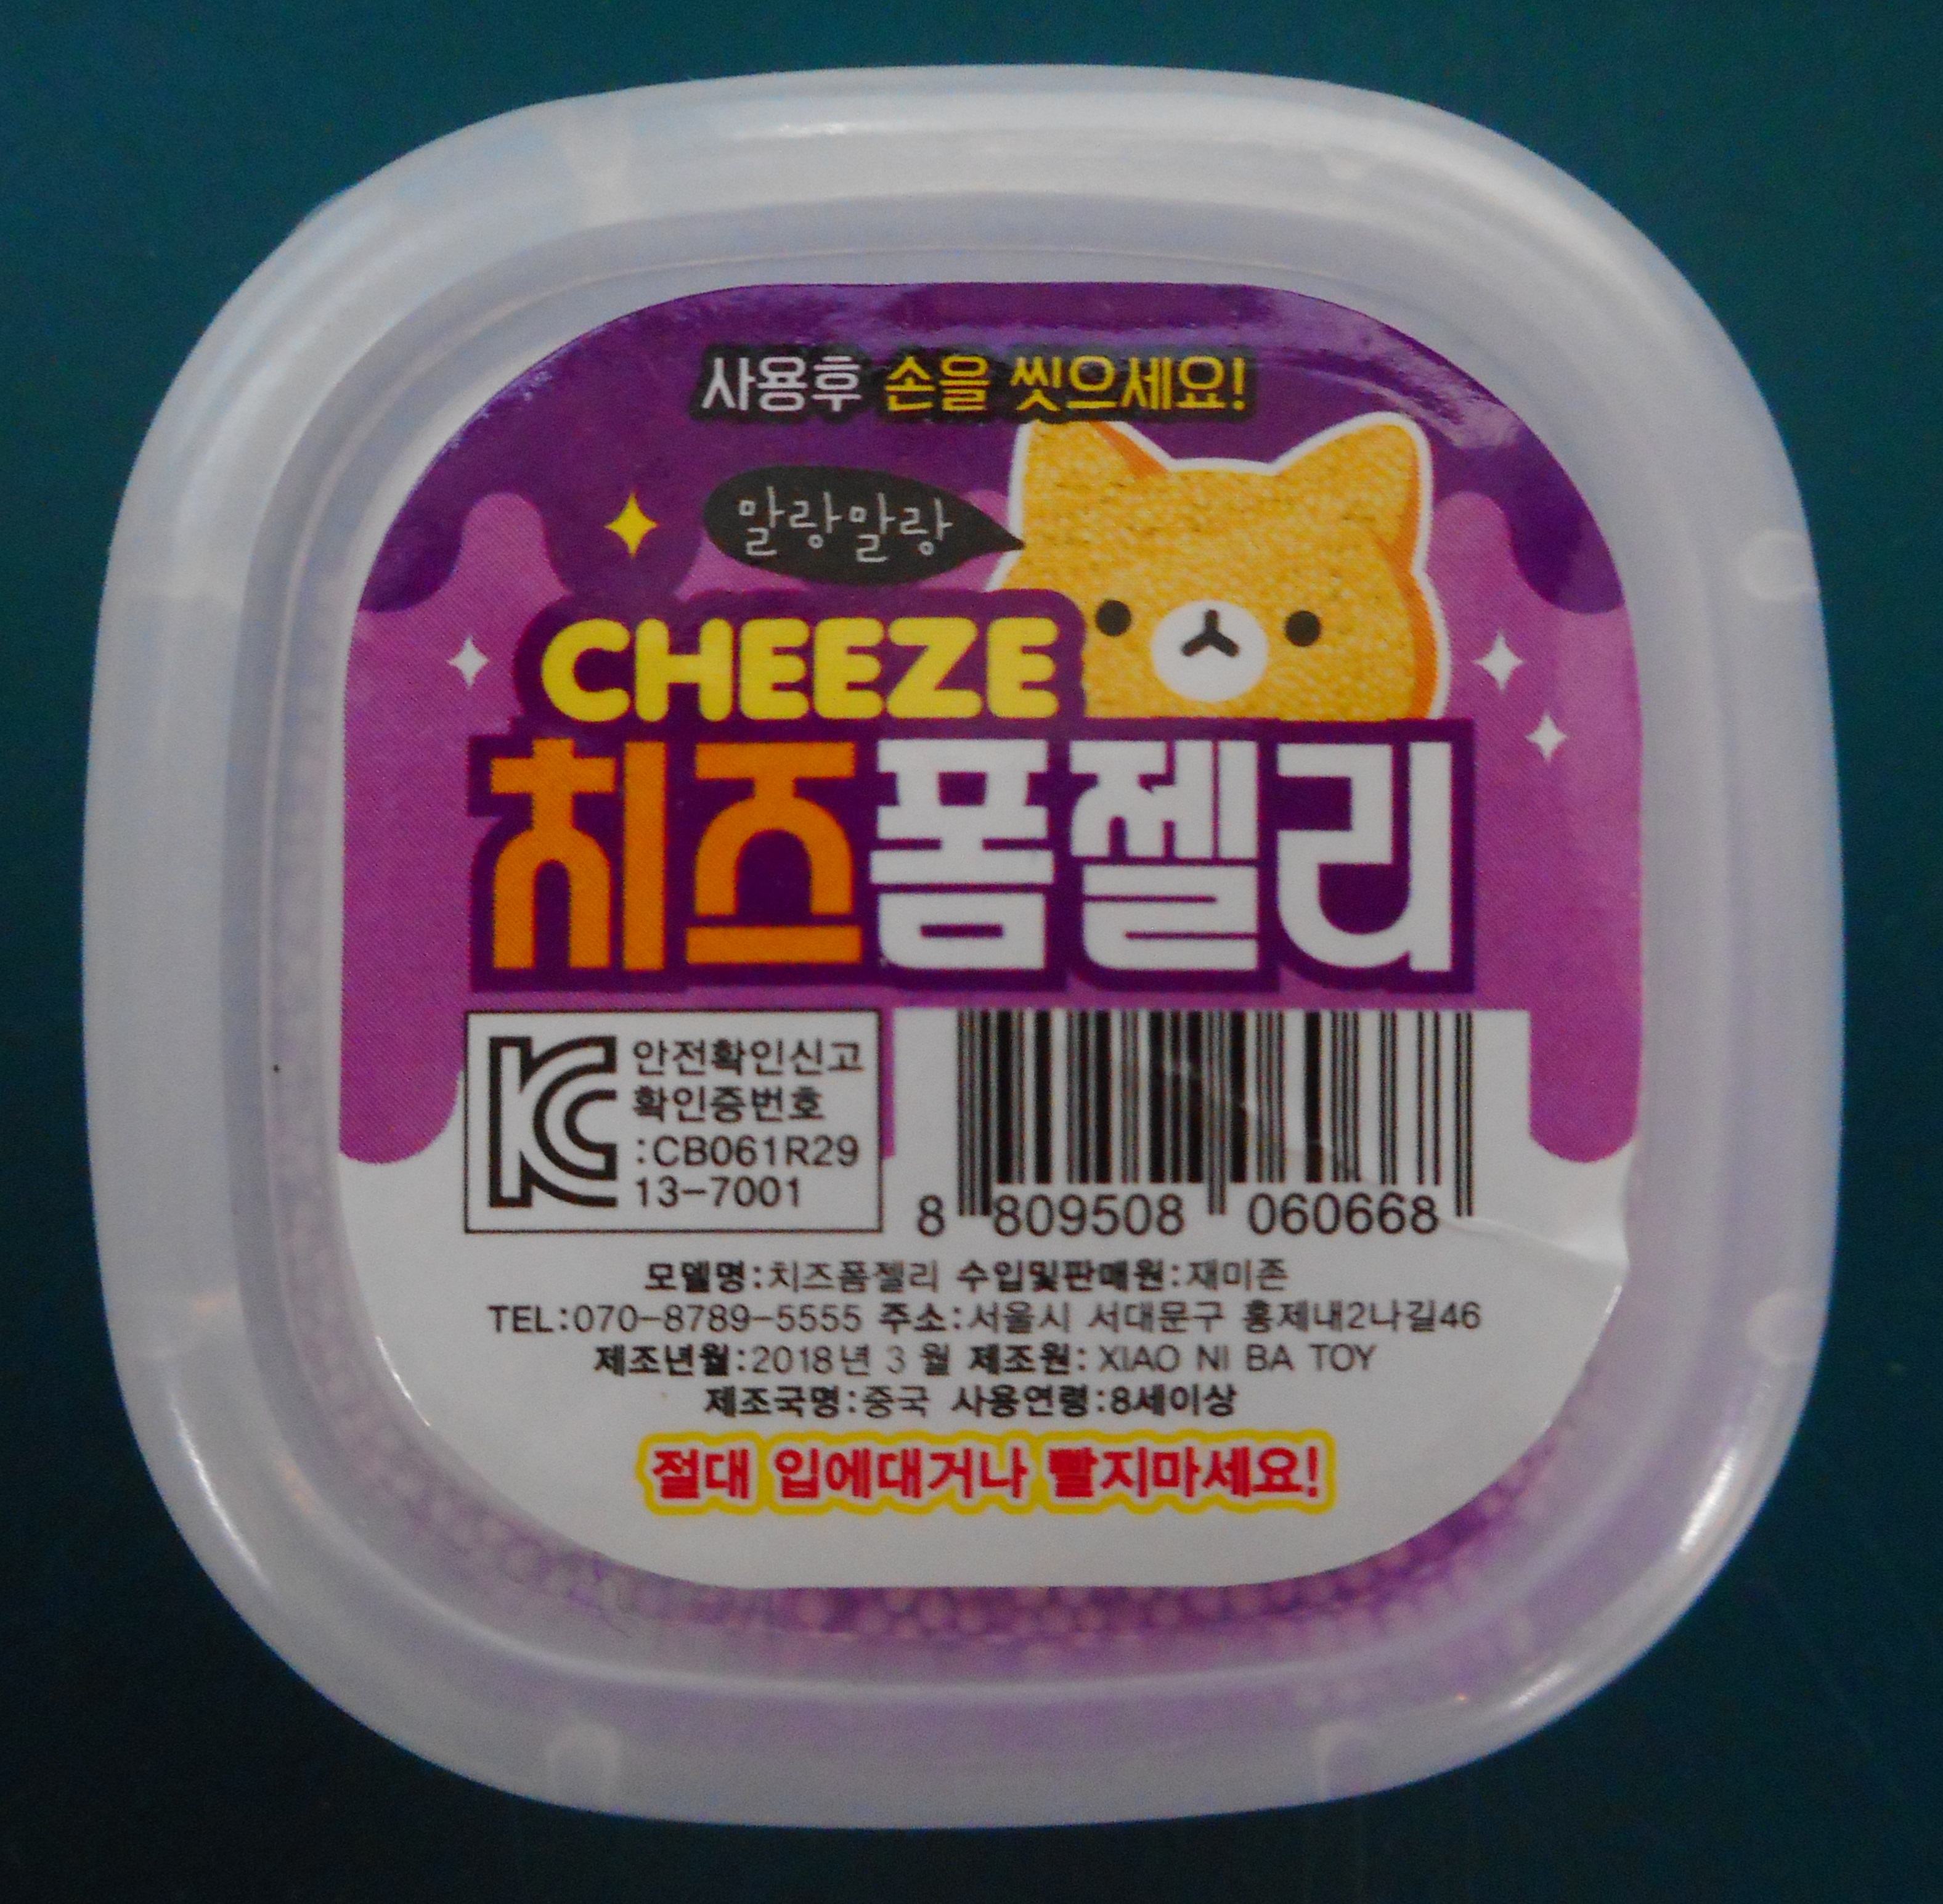 사용후 손을 씻으세요!
말랑말랑
CHEEZE
치즈폼젤리
안전확인신고
확인증번호
:CB061R29
13-7001
8 809508 060668
모델명:치즈폼젤리 수입및판매원:재미존
TEL:070-8789-5555 주소:서울시 서대문구 홍제내2나길46
제조년월:2018년 3 월 제조원: XIAO NI BA TOY
제조국명:중국 사용연령:8세이상
절대 입에대거나 빨지마세요!